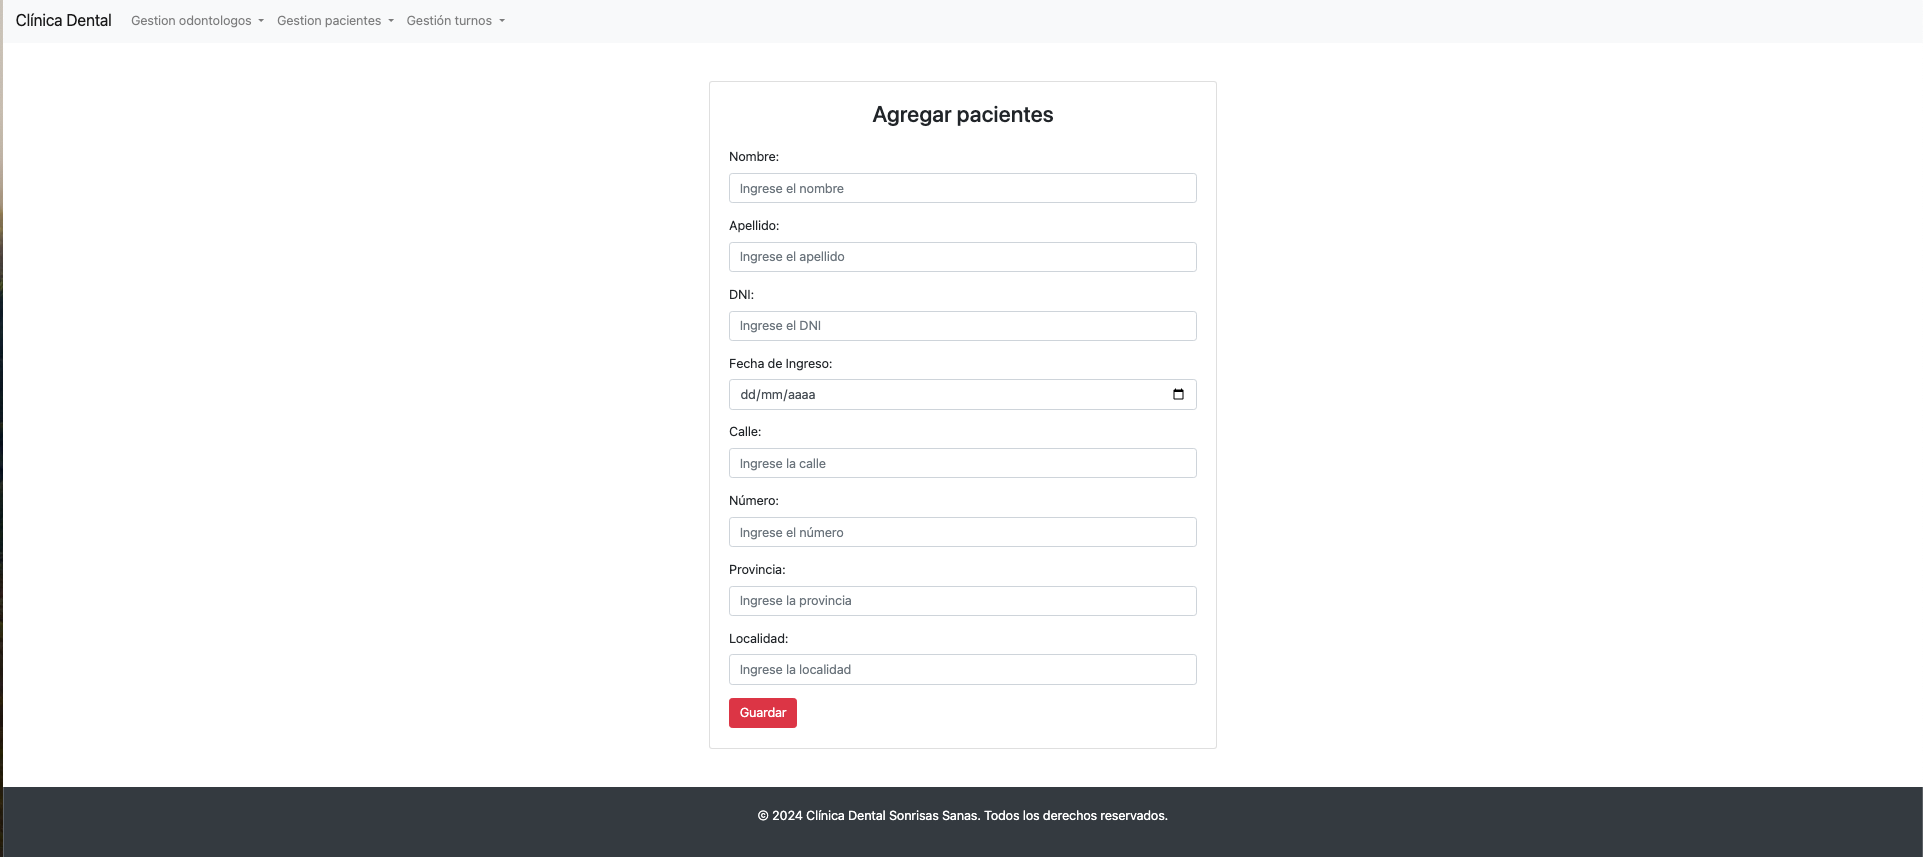 Clínica Dental Gestion odontologos Gestion pacientes Gestión turnos
Agregar pacientes
Nombre:
Ingrese el nombre
Apellido:
Ingrese el apellido
DNI:
Ingrese el DNI
Fecha de Ingreso:
dd/mm/aaaa
Calle:
Ingrese la calle
Número:
Ingrese el número
Provincia:
Ingrese la provincia
Localidad:
Ingrese la localidad
Guardar
© 2024 Clínica Dental Sonrisas Sanas. Todos los derechos reservados.